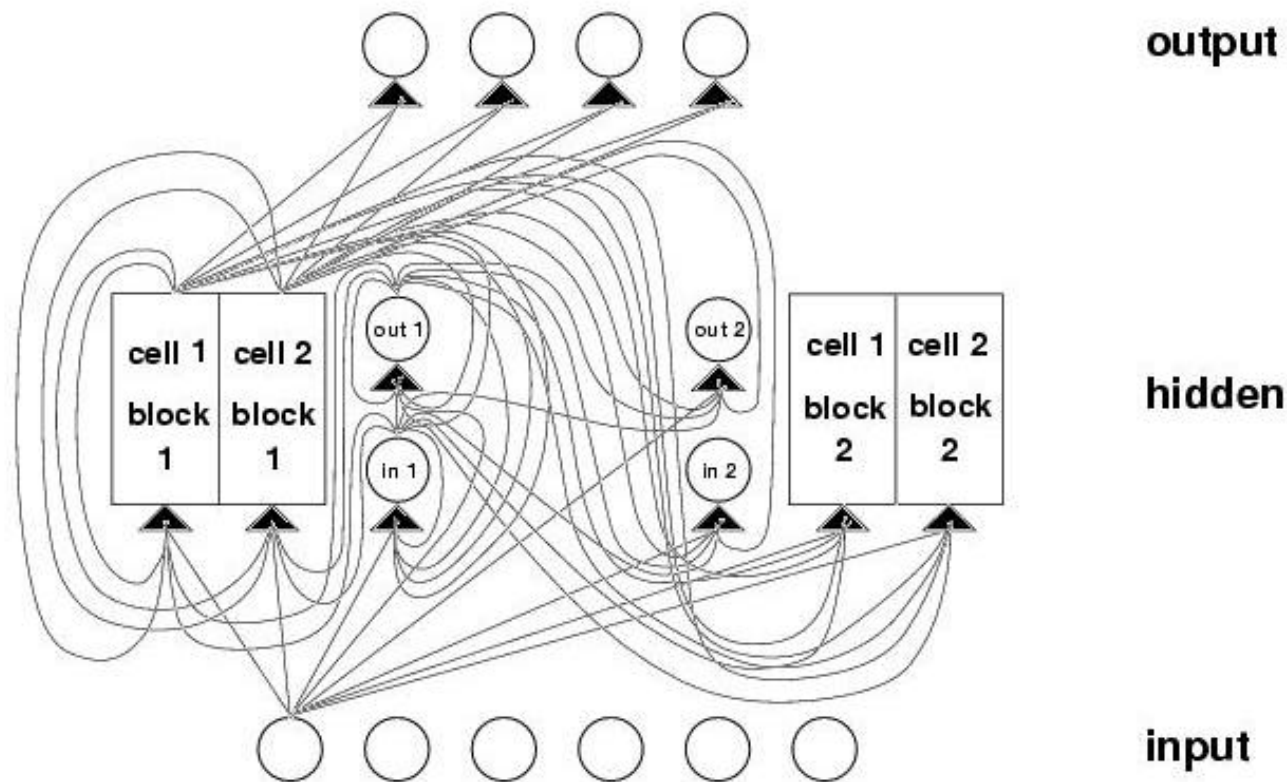 output
out 1
out 2
cell 1
block
1
cell 2
block
1
cell 1
block
2
cell 2
block
2
hidden
in 1
in 2
input